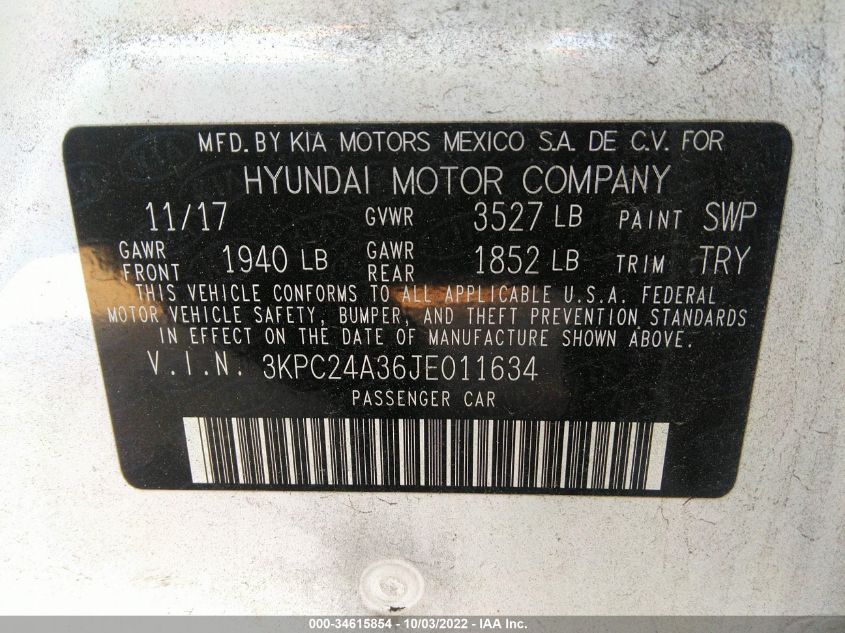 MFD. BY KIA MOTORS MEXICO S.A. DE C.V. FOR
HYUNDAI MOTOR COMPANY
11/17 GVWR 3527 LB PAINT SWP
GAWR FRONT 1940 LB GAWR REAR 1852 LB TRIM TRY
THIS VEHICLE CONFORMS TO ALL APPLICABLE U.S.A. FEDERAL
MOTOR VEHICLE SAFETY, BUMPER, AND THEFT PREVENTION STANDARDS
IN EFFECT ON THE DATE OF MANUFACTURE SHOWN ABOVE.
V.I.N. 3KPC24A36JE011634
PASSENGER CAR
000-34615854 - 10/03/2022 - IAA Inc.